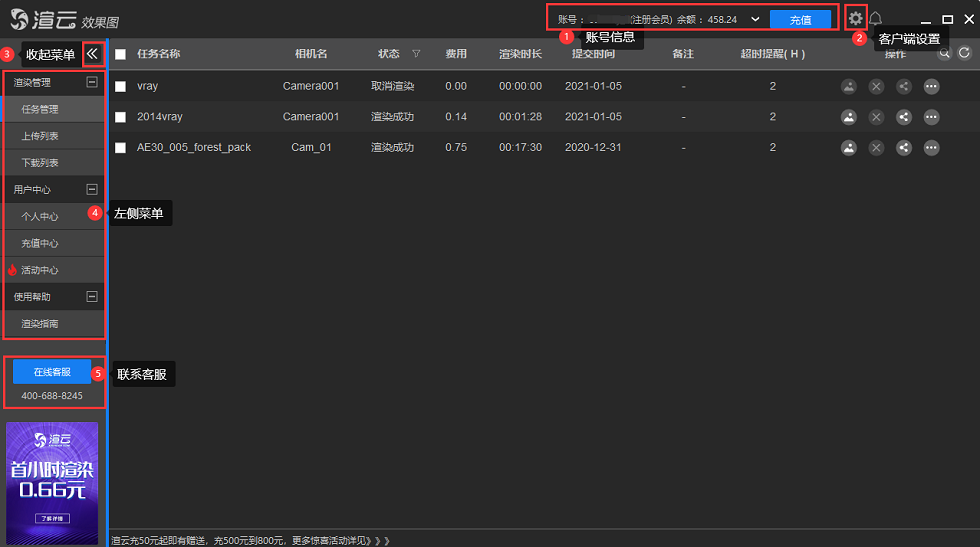 渲云 效果图
账号： (注册会员) 余额：458.24
充值
1
账号信息
2
客户端设置
3
收起菜单
任务名称 相机名 状态 费用 渲染时长 提交时间 备注 超时提醒( H ) 操作
vray Camera001 取消渲染 0.00 00:00:00 2021-01-05 - 2
2014vray Camera001 渲染成功 0.14 00:01:28 2021-01-05 - 2
AE30_005_forest_pack Cam_01 渲染成功 0.75 00:17:30 2020-12-31 - 2
渲染管理
任务管理
上传列表
下载列表
用户中心
个人中心
4
左侧菜单
充值中心
活动中心
使用帮助
渲染指南
在线客服
5
联系客服
400-688-8245
渲云
首小时渲染
0.66元
了解详情
渲云充50元起即有赠送，充500元到800元，更多惊喜活动详见》》》